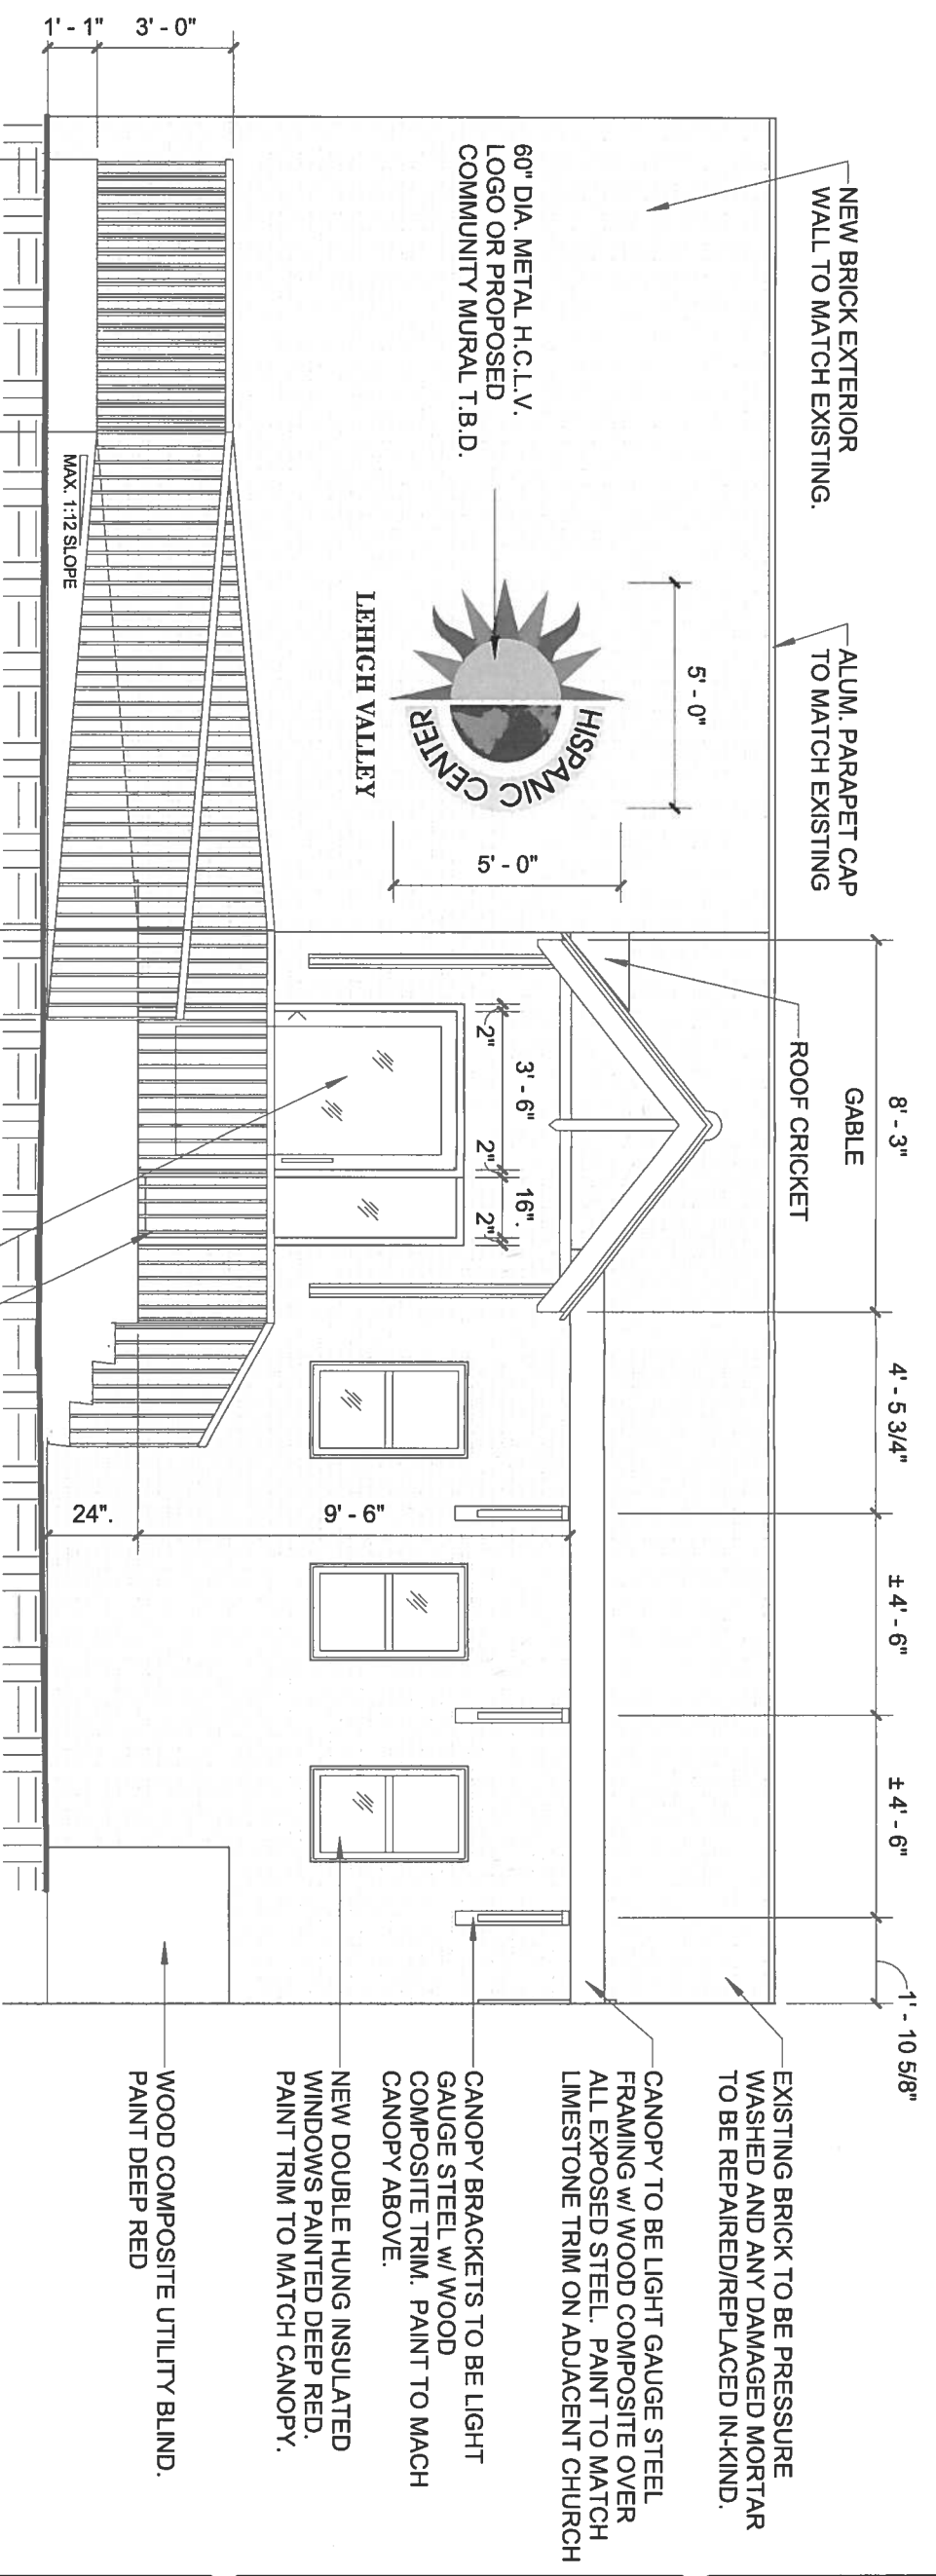 NEW BRICK EXTERIOR
WALL TO MATCH EXISTING.
ALUM. PARAPET CAP
TO MATCH EXISTING
ROOF CRICKET
GABLE
8' - 3"
4' - 5 3/4"
± 4' - 6"
± 4' - 6"
1' - 10 5/8"
60" DIA. METAL H.C.L.V.
LOGO OR PROPOSED
COMMUNITY MURAL T.B.D.
5' - 0"
5' - 0"
HISPANIC CENTER
LEHIGH VALLEY
2"
3' - 6"
2"
16".
2"
3' - 0"
1' - 1"
MAX. 1:12 SLOPE
9' - 6"
24".
EXISTING BRICK TO BE PRESSURE
WASHED AND ANY DAMAGED MORTAR
TO BE REPAIRED/REPLACED IN-KIND.
CANOPY TO BE LIGHT GAUGE STEEL
FRAMING w/ WOOD COMPOSITE OVER
ALL EXPOSED STEEL. PAINT TO MATCH
LIMESTONE TRIM ON ADJACENT CHURCH
CANOPY BRACKETS TO BE LIGHT
GAUGE STEEL w/ WOOD
COMPOSITE TRIM. PAINT TO MACH
CANOPY ABOVE.
NEW DOUBLE HUNG INSULATED
WINDOWS PAINTED DEEP RED.
PAINT TRIM TO MATCH CANOPY.
WOOD COMPOSITE UTILITY BLIND.
PAINT DEEP RED